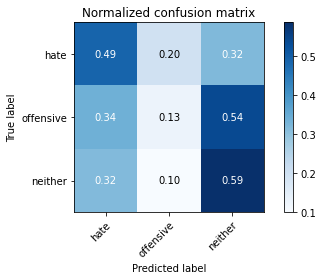 Normalized confusion matrix
True label
hate
0.49 0.20 0.32
offensive
0.34 0.13 0.54
neither
0.32 0.10 0.59
hate offensive neither
Predicted label
0.5
0.4
0.3
0.2
0.1